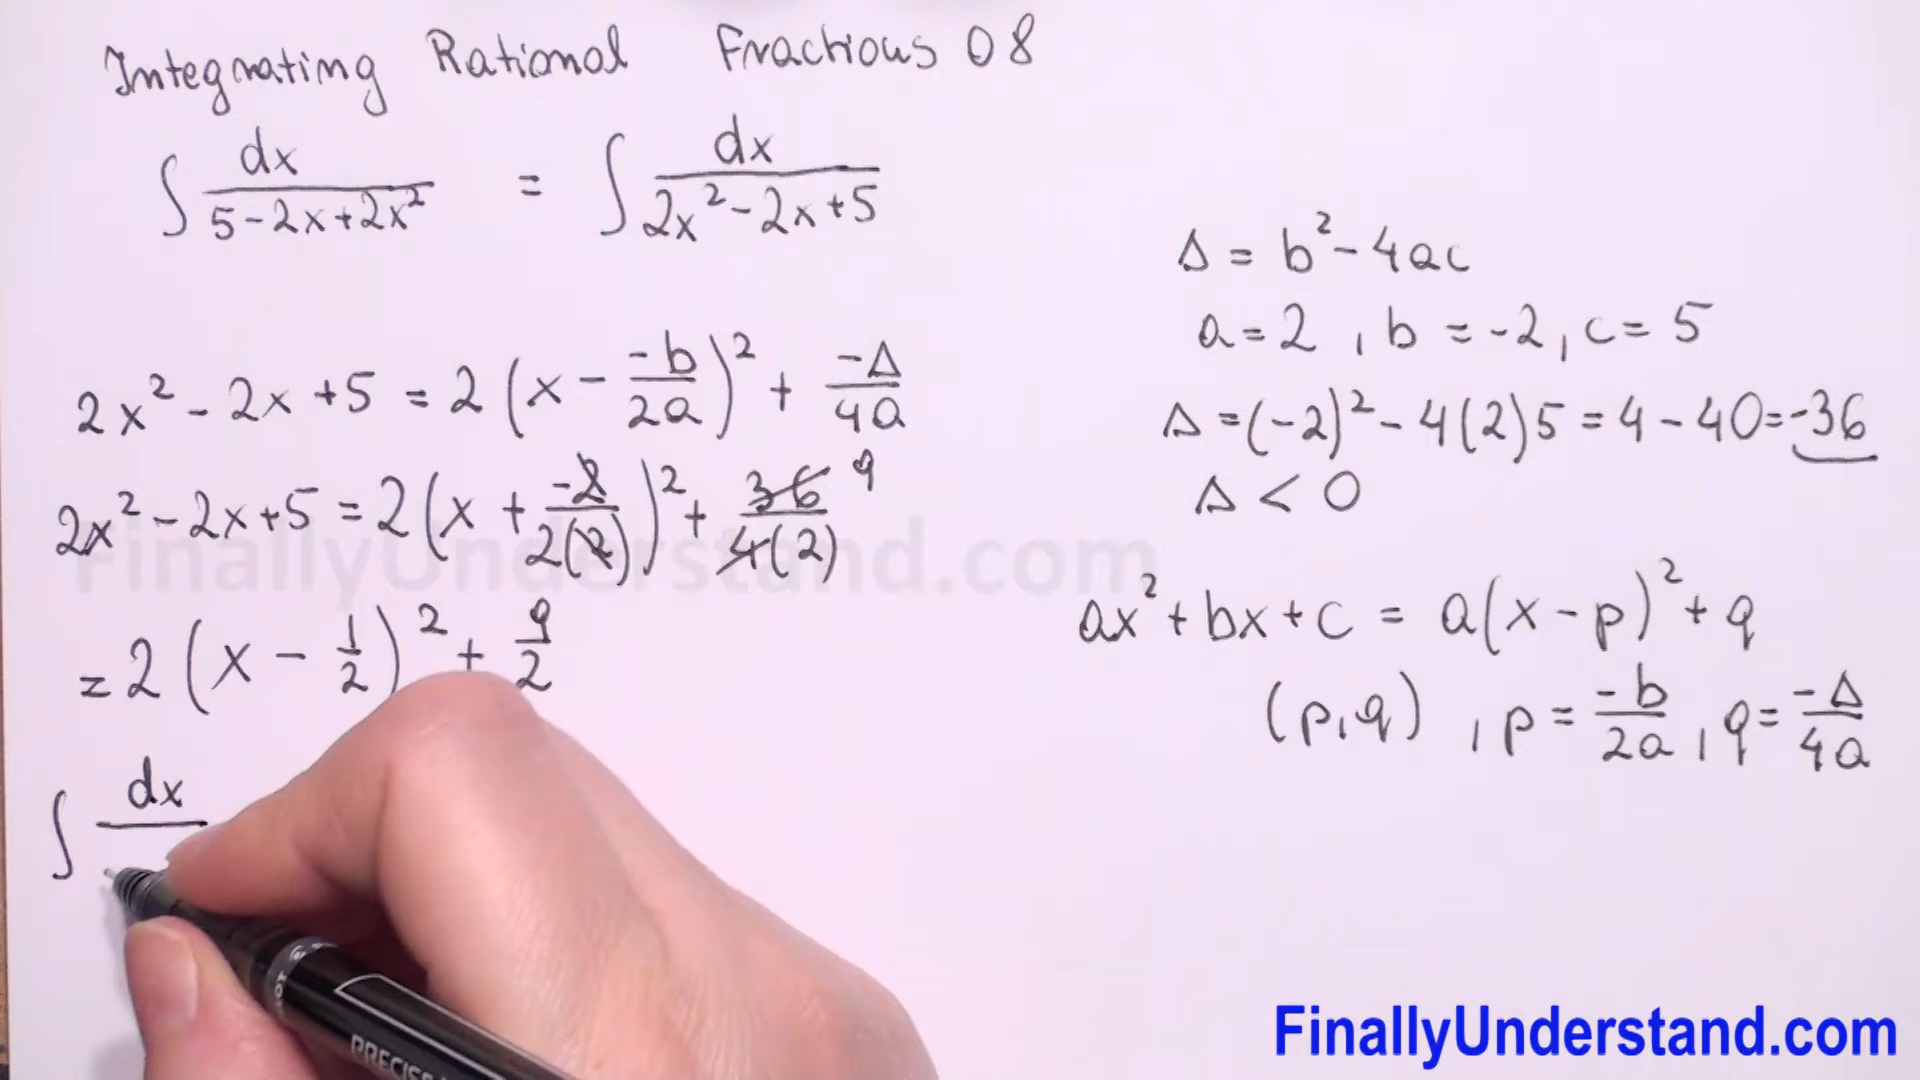 Integrating Rational Fractions 08
∫ dx/(5-2x+2x²) = ∫ dx/(2x²-2x+5)
2x²-2x+5 = 2(x - -b/2a)² + -Δ/4a
2x²-2x+5 = 2(x + -2/2(2))² + 36/4(2) 9
= 2(x - 1/2)² + 9/2
∫ dx/
Δ = b²-4ac
a=2, b=-2, c=5
Δ=(-2)²-4(2)5=4-40=-36
Δ<0
ax²+bx+c = a(x-p)²+q
(p,q), p = -b/2a, q = -Δ/4a
FinallyUnderstand.com
PRECISE
FinallyUnderstand.com